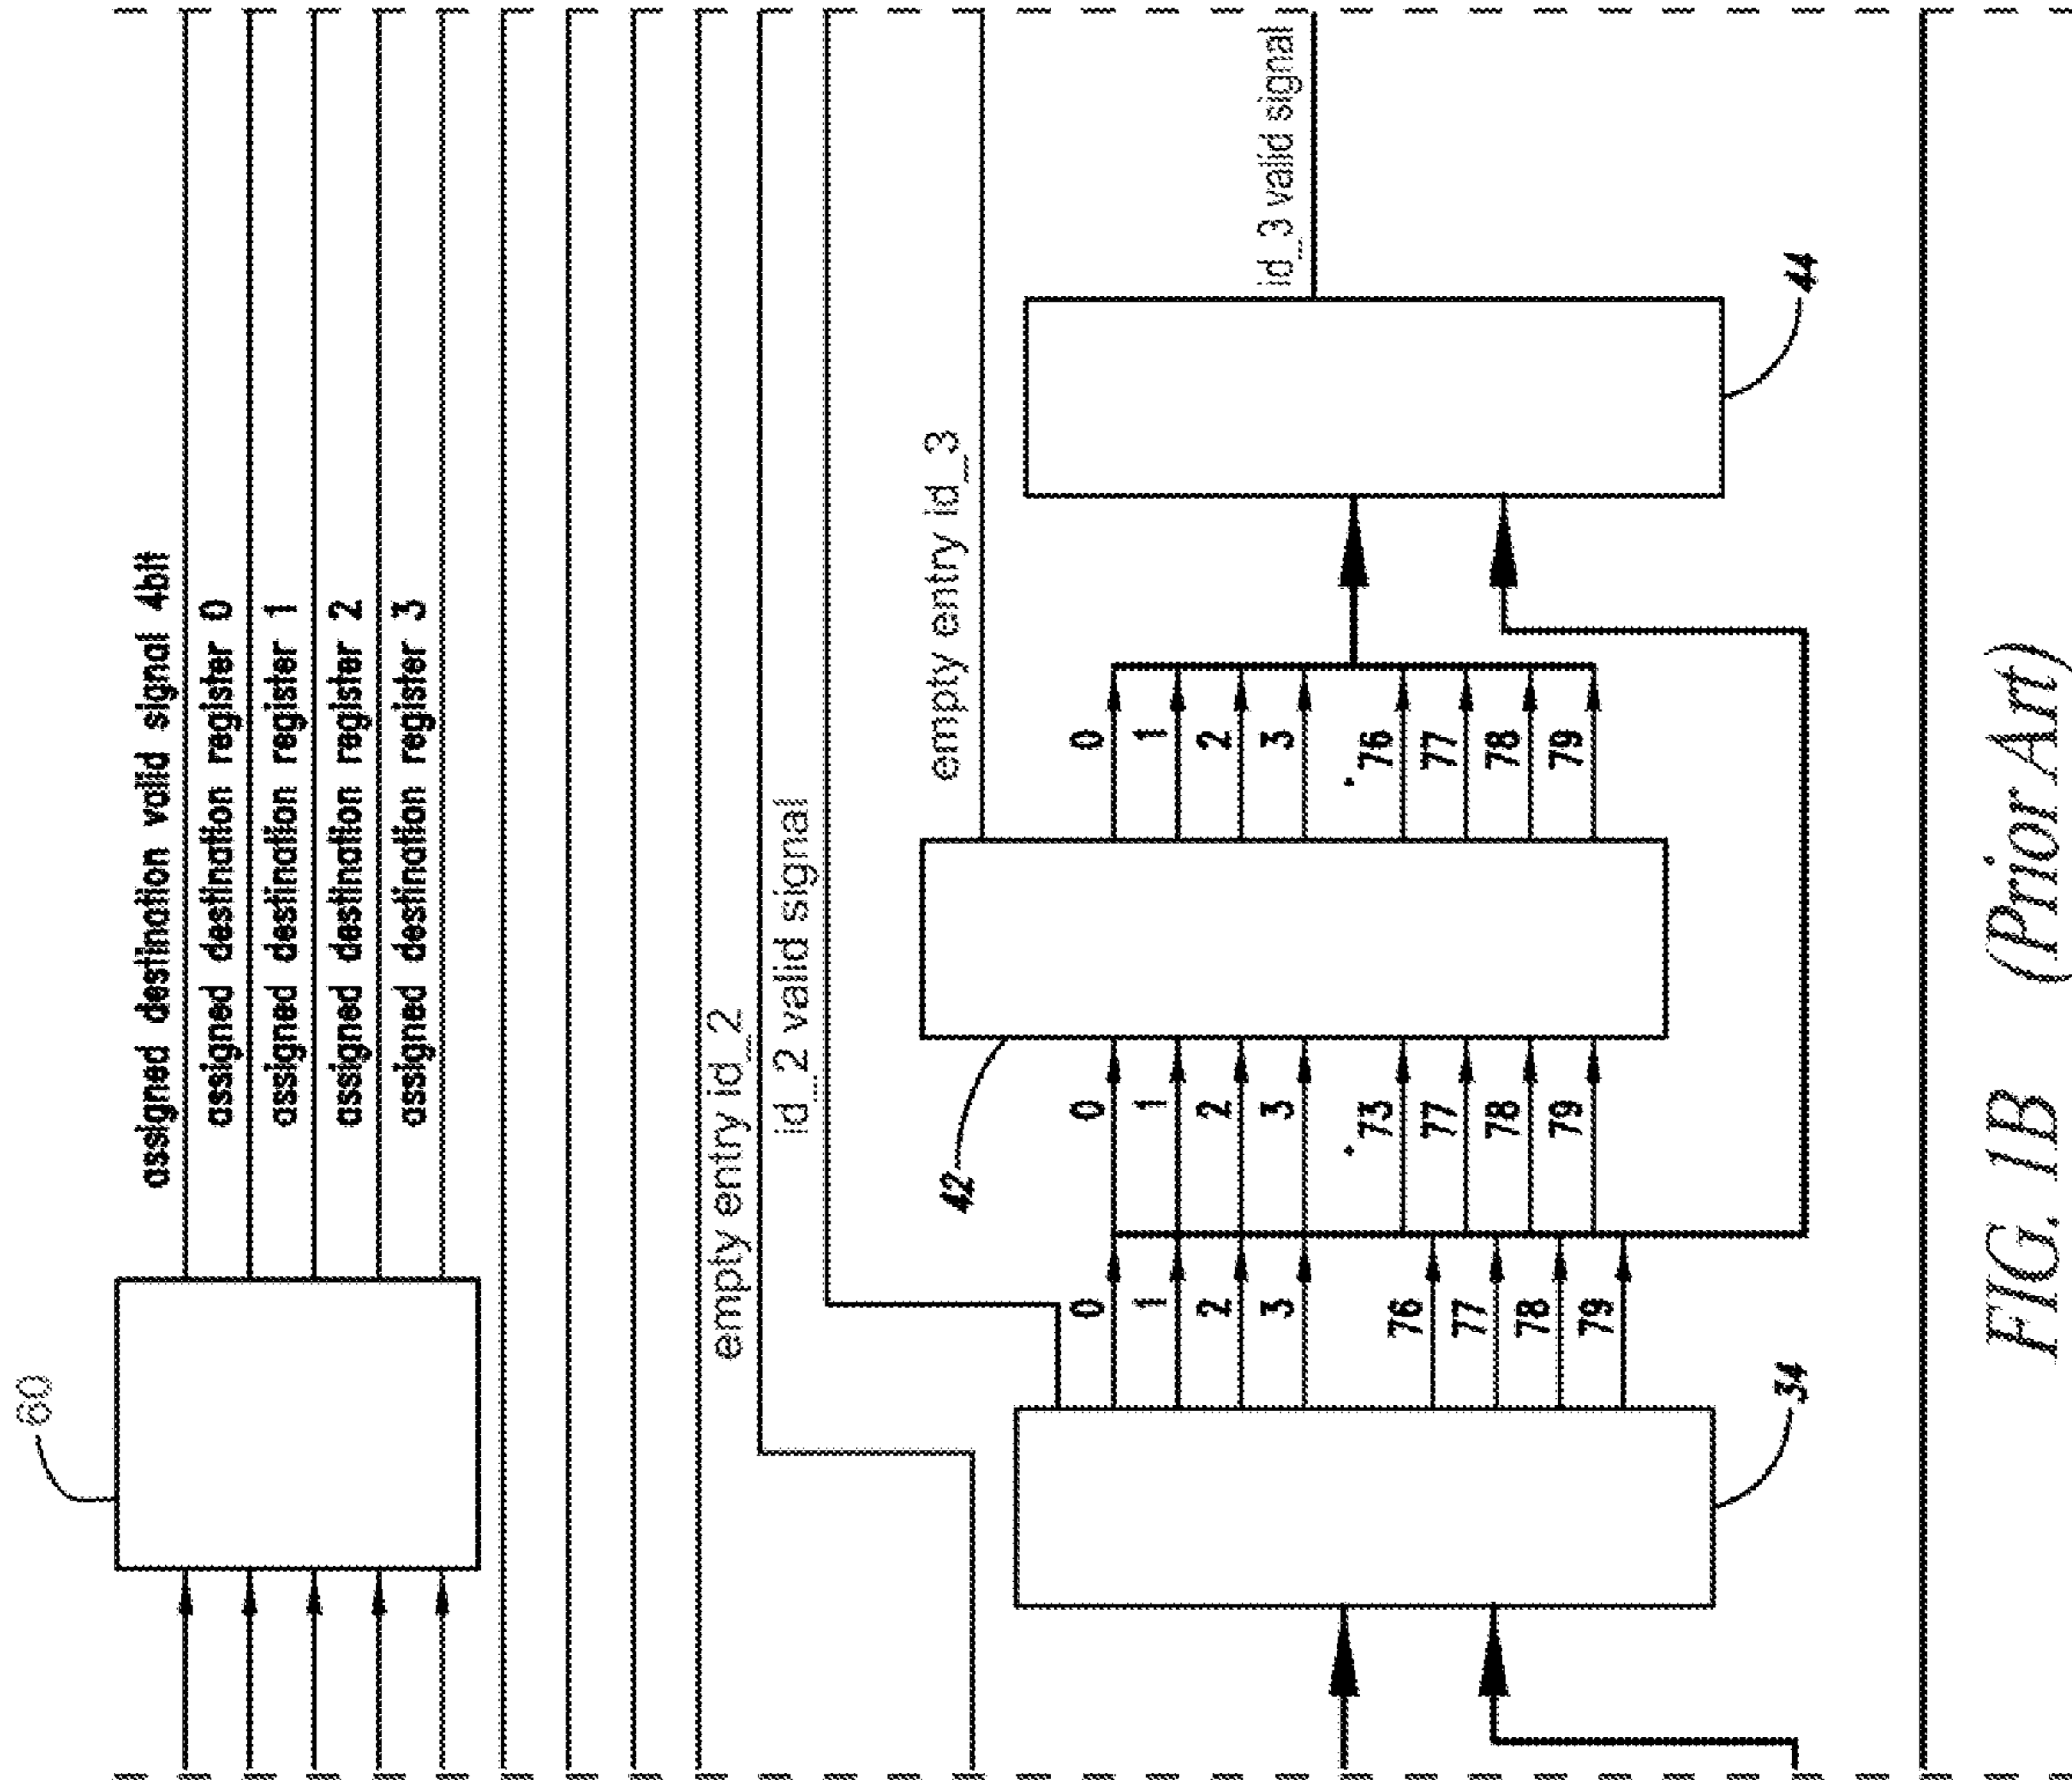 60
assigned destination valid signal 4bit
assigned destination register 0
assigned destination register 1
assigned destination register 2
assigned destination register 3
empty entry id_2
id_2 valid signal
empty entry id_3
id_3 valid signal
34
0
1
2
3
76
77
78
79
42
0
1
2
3
73
77
78
79
0
1
2
3
76
77
78
79
44
FIG. 1B (Prior Art)